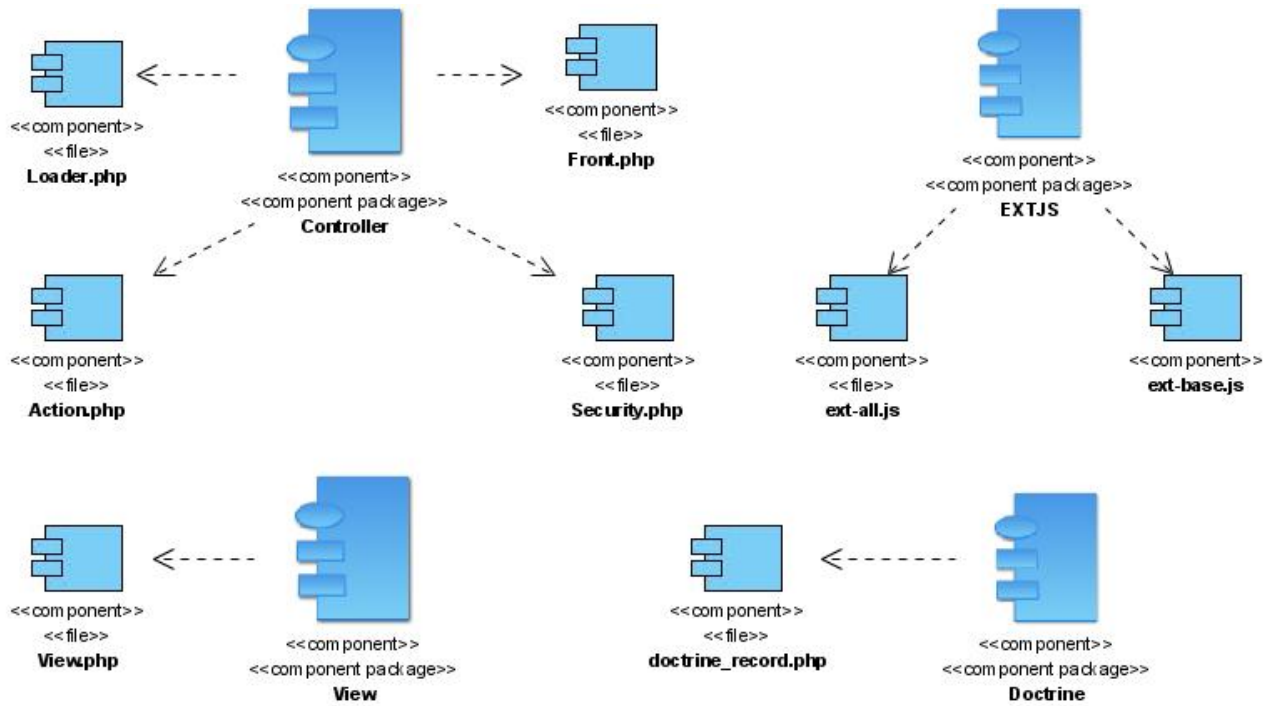 <<component>>
<<file>>
Loader.php
<<component>>
<<component package>>
Controller
<<component>>
<<file>>
Front.php
<<component>>
<<component package>>
EXTJS
<<component>>
<<file>>
Action.php
<<component>>
<<file>>
Security.php
<<component>>
<<file>>
ext-all.js
<<component>>
ext-base.js
<<component>>
<<file>>
View.php
<<component>>
<<component package>>
View
<<component>>
<<file>>
doctrine_record.php
<<component>>
<<component package>>
Doctrine